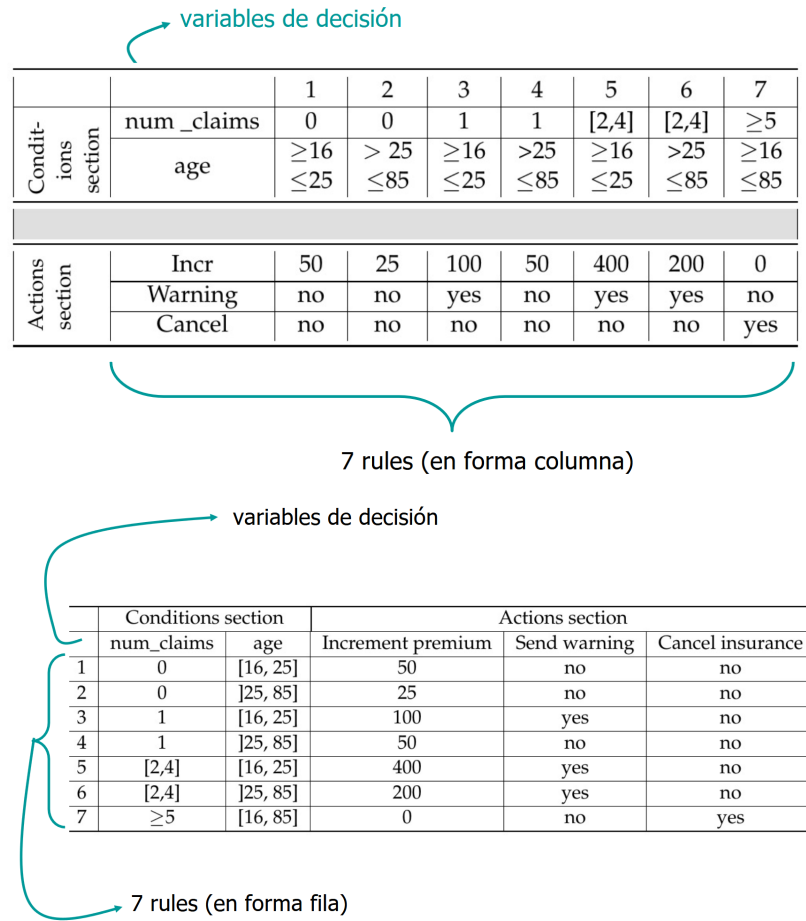 variables de decisión
1 2 3 4 5 6 7
Condit-
ions
section
num _claims 0 0 1 1 [2,4] [2,4] ≥5
age
≥16 > 25 ≥16 >25 ≥16 >25 ≥16
≤25 ≤85 ≤25 ≤85 ≤25 ≤85 ≤85
Actions
section
Incr 50 25 100 50 400 200 0
Warning no no yes no yes yes no
Cancel no no no no no no yes
7 rules (en forma columna)
variables de decisión
Conditions section Actions section
num_claims age Increment premium Send warning Cancel insurance
1 0 [16, 25] 50 no no
2 0 ]25, 85] 25 no no
3 1 [16, 25] 100 yes no
4 1 ]25, 85] 50 no no
5 [2,4] [16, 25] 400 yes no
6 [2,4] ]25, 85] 200 yes no
7 ≥5 [16, 85] 0 no yes
7 rules (en forma fila)